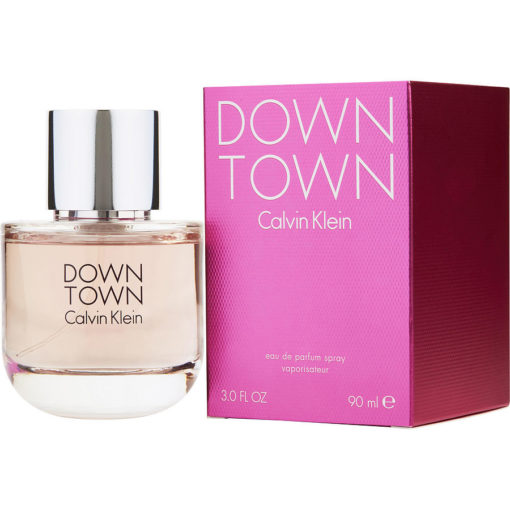 DOWN
TOWN
Calvin Klein
DOWN
TOWN
Calvin Klein
eau de parfum spray
vaporisateur
3.0 FL OZ 90 ml ℮